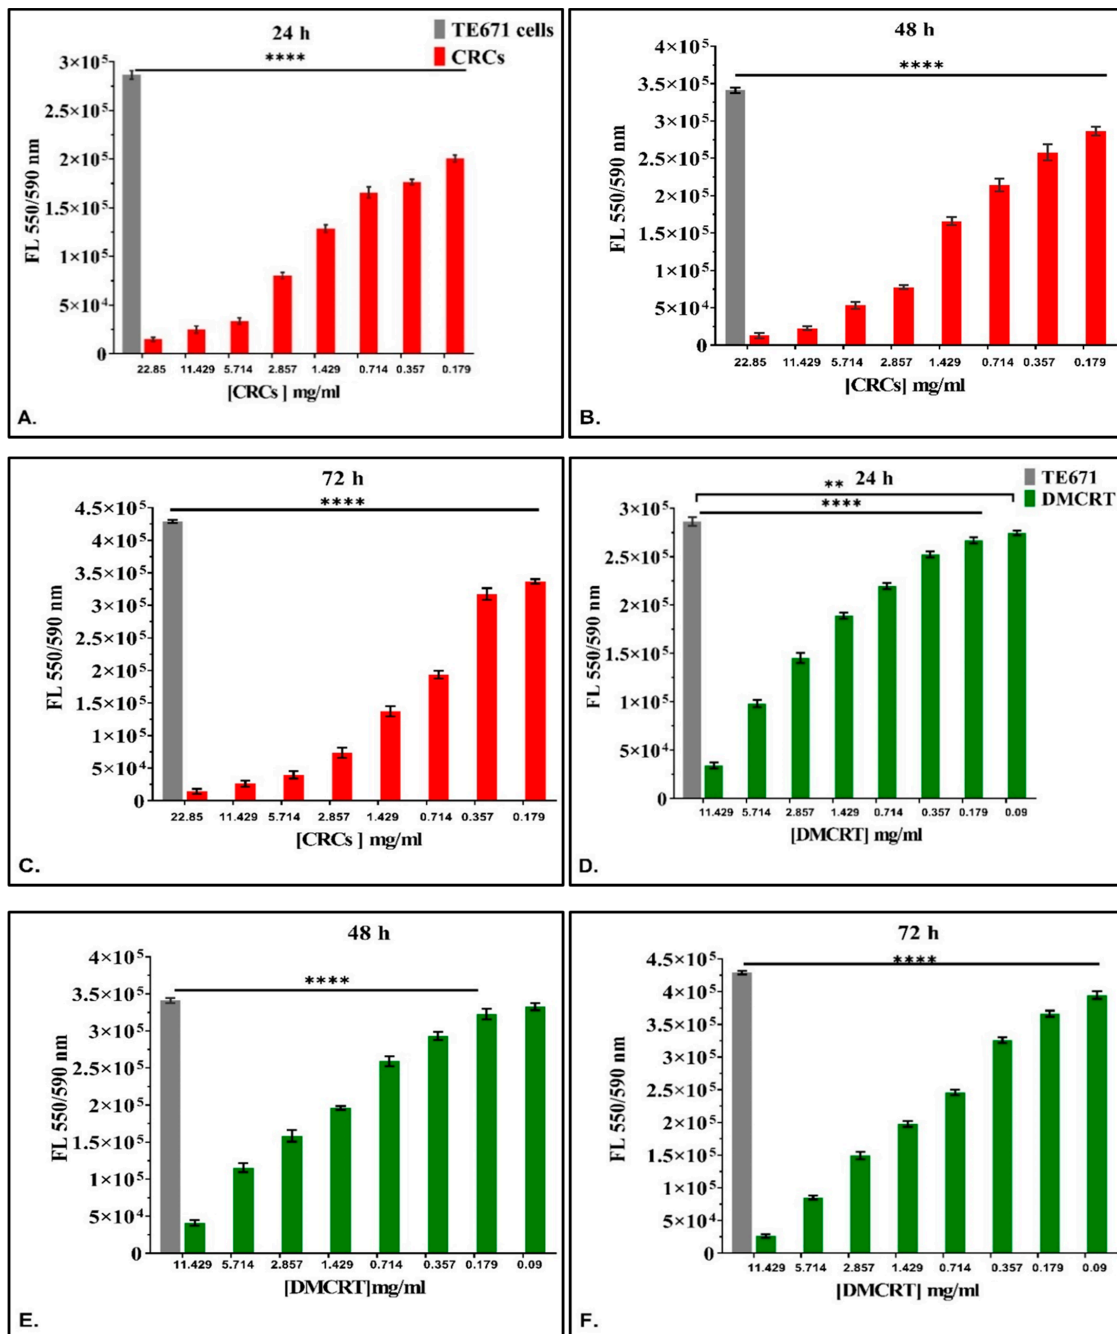 24 h
TE671 cells
CRCs
****
FL 550/590 nm
3×10⁵
2.5×10⁵
2×10⁵
1.5×10⁵
1×10⁵
5×10⁴
0
22.85 11.429 5.714 2.857 1.429 0.714 0.357 0.179
[CRCs ] mg/ml
A.
48 h
****
FL 550/590 nm
4×10⁵
3.5×10⁵
3×10⁵
2.5×10⁵
2×10⁵
1.5×10⁵
1×10⁵
5×10⁴
0
22.85 11.429 5.714 2.857 1.429 0.714 0.357 0.179
[CRCs] mg/ml
B.
72 h
****
FL 550/590 nm
4.5×10⁵
3.5×10⁵
3×10⁵
2.5×10⁵
2×10⁵
1.5×10⁵
1×10⁵
5×10⁴
0
22.85 11.429 5.714 2.857 1.429 0.714 0.357 0.179
[CRCs ] mg/ml
C.
** 24 h
TE671
DMCRT
****
FL 550/590 nm
3×10⁵
2.5×10⁵
2×10⁵
1.5×10⁵
1×10⁵
5×10⁴
0
11.429 5.714 2.857 1.429 0.714 0.357 0.179 0.09
[DMCRT] mg/ml
D.
48 h
****
FL 550/590 nm
4×10⁵
3.5×10⁵
3×10⁵
2.5×10⁵
2×10⁵
1.5×10⁵
1×10⁵
5×10⁴
0
11.429 5.714 2.857 1.429 0.714 0.357 0.179 0.09
[DMCRT]mg/ml
E.
72 h
****
FL 550/590 nm
4.5×10⁵
4×10⁵
3.5×10⁵
3×10⁵
2.5×10⁵
2×10⁵
1.5×10⁵
1×10⁵
5×10⁴
0
11.429 5.714 2.857 1.429 0.714 0.357 0.179 0.09
[DMCRT] mg/ml
F.